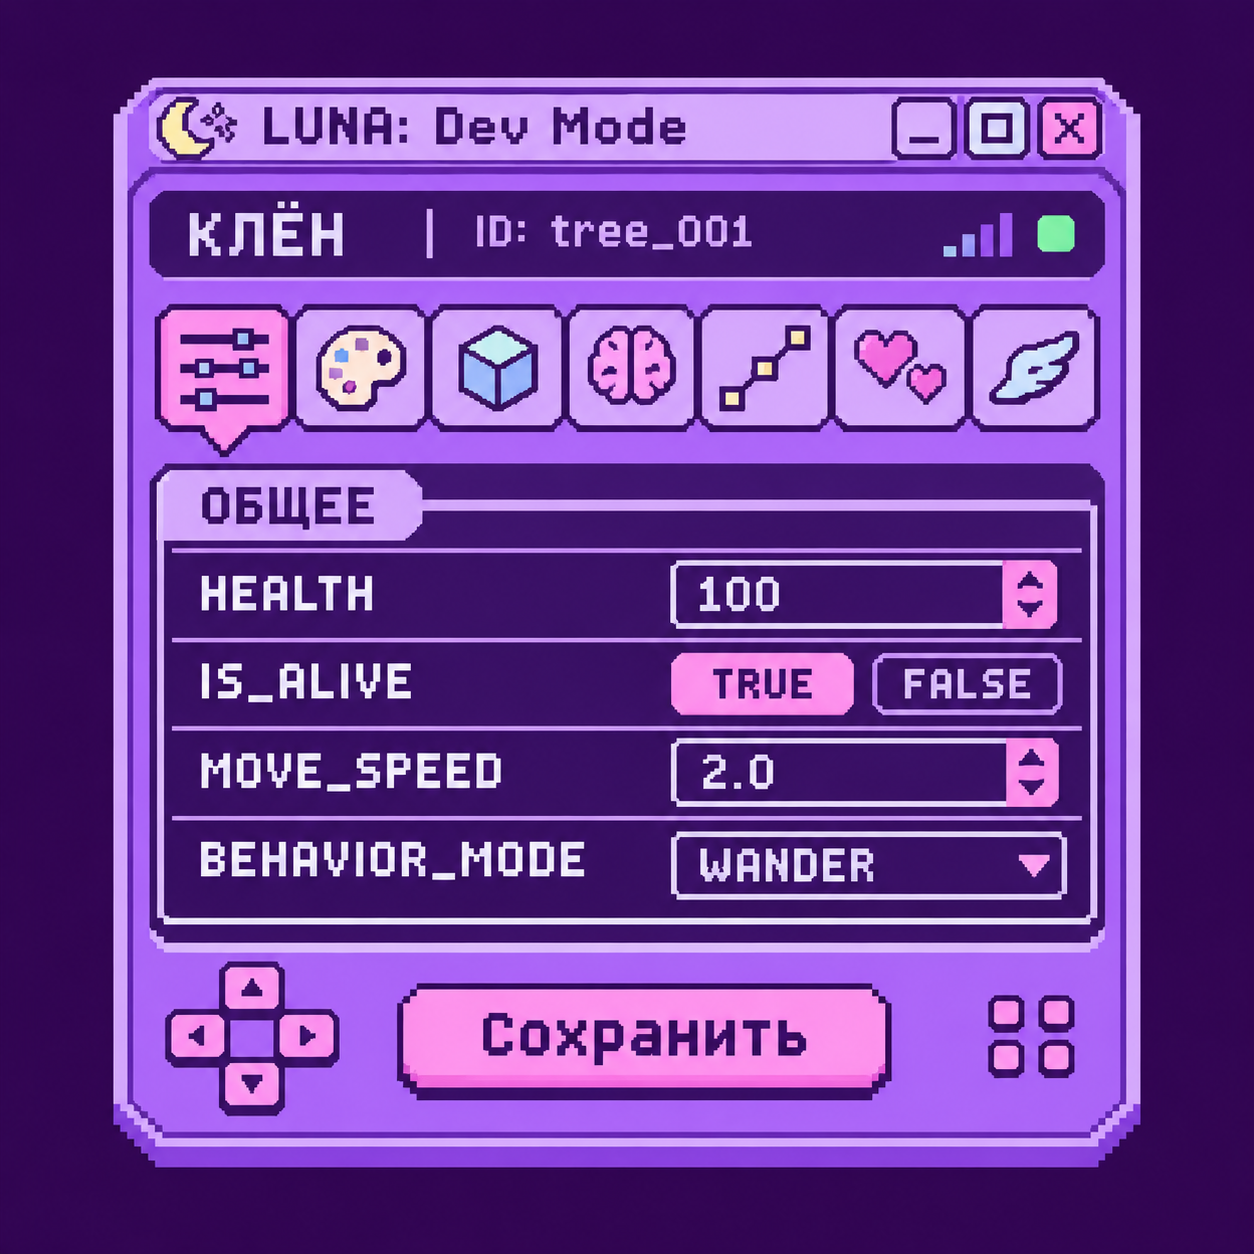 LUNA: Dev Mode
КЛЁН | ID: tree_001
ОБЩЕЕ
HEALTH 100
IS_ALIVE TRUE FALSE
MOVE_SPEED 2.0
BEHAVIOR_MODE WANDER
Сохранить